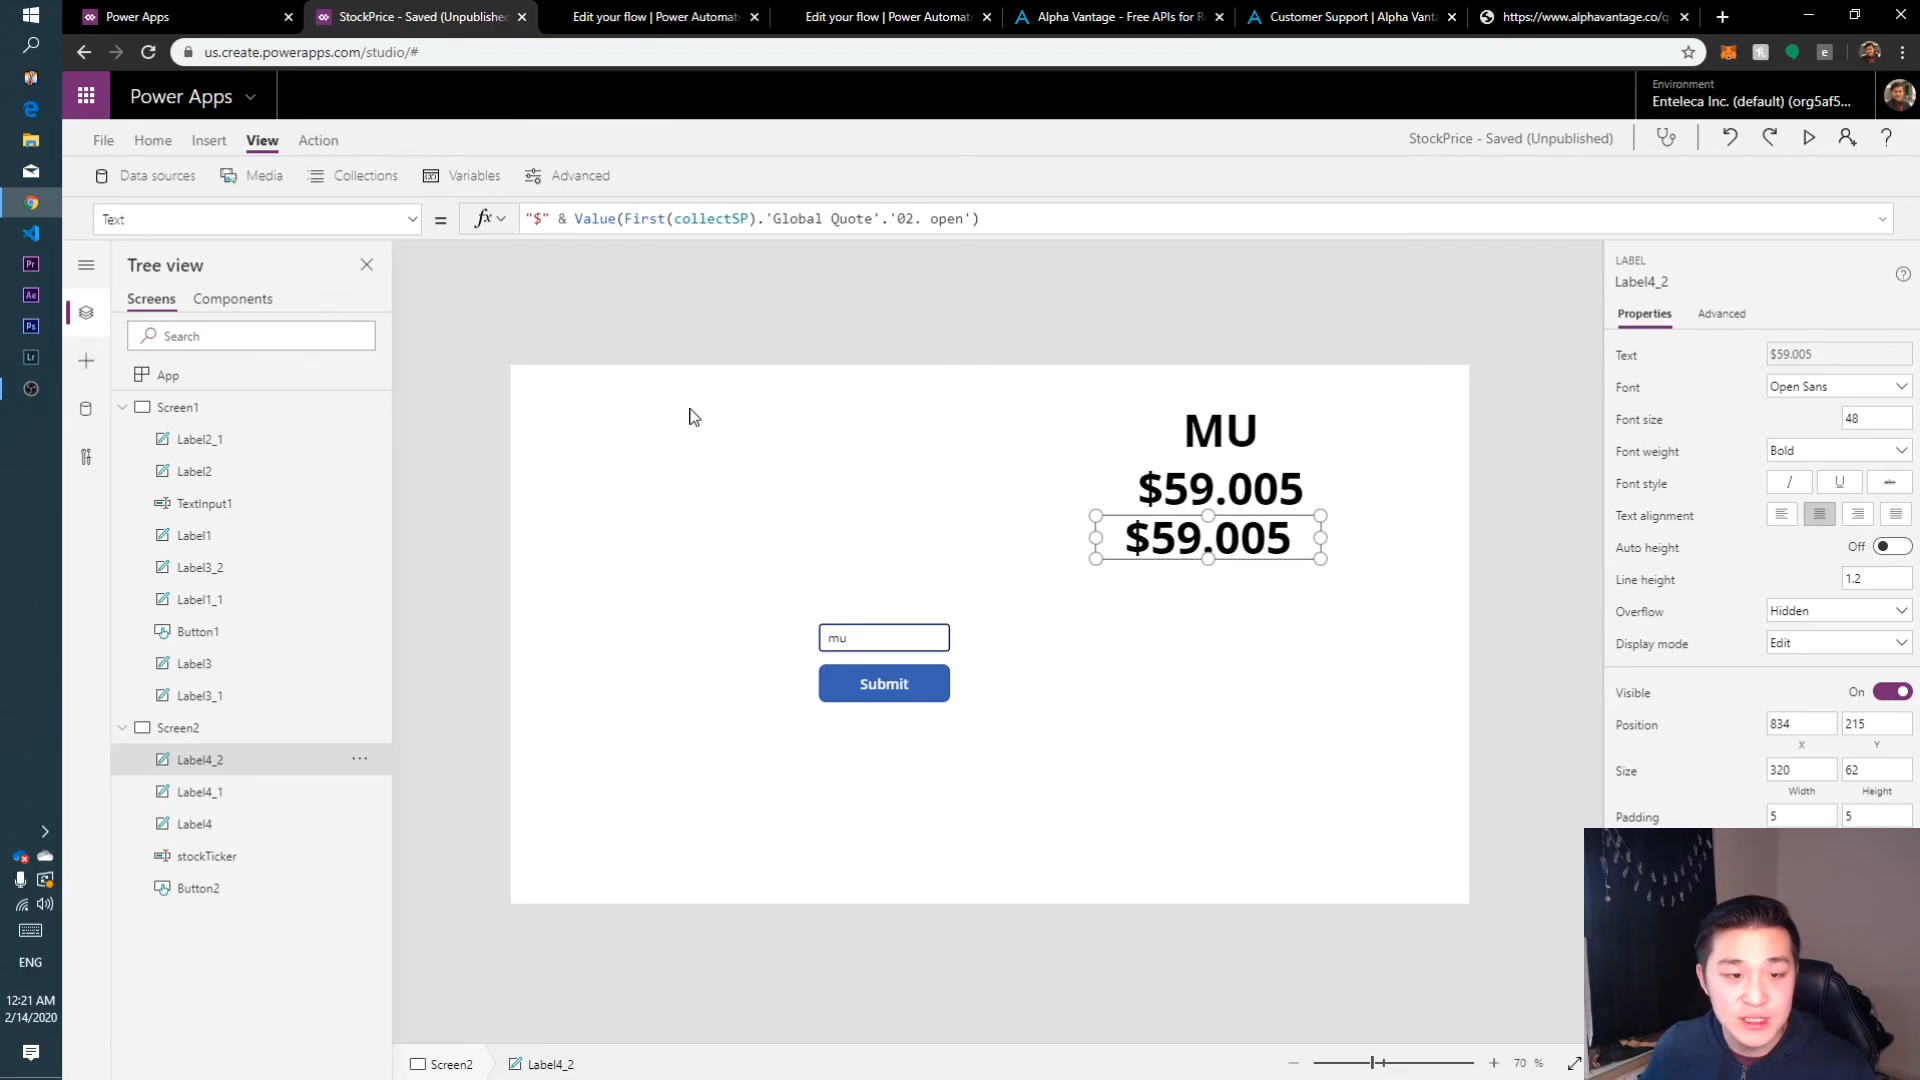 Power Apps
StockPrice - Saved (Unpublishe
Edit your flow | Power Automat
Edit your flow | Power Automat
Alpha Vantage - Free APIs for R
Customer Support | Alpha Vant
https://www.alphavantage.co/q
us.create.powerapps.com/studio/#
Power Apps
Environment
Enteleca Inc. (default) (org5af5...
File
Home
Insert
View
Action
StockPrice - Saved (Unpublished)
Data sources
Media
Collections
Variables
Advanced
Text
=
fx
"$" & Value(First(collectSP).'Global Quote'.'02. open')
Tree view
Screens
Components
Search
App
Screen1
Label2_1
Label2
TextInput1
Label1
Label3_2
Label1_1
Button1
Label3
Label3_1
Screen2
Label4_2
Label4_1
Label4
stockTicker
Button2
MU
$59.005
$59.005
mu
Submit
LABEL
Label4_2
Properties
Advanced
Text
$59.005
Font
Open Sans
Font size
48
Font weight
Bold
Font style
Text alignment
Auto height
Off
Line height
1.2
Overflow
Hidden
Display mode
Edit
Visible
On
Position
834
215
X
Y
Size
320
62
Width
Height
Padding
5
5
Pr
Ae
Ps
Lr
ENG
12:21 AM
2/14/2020
Screen2
Label4_2
70 %